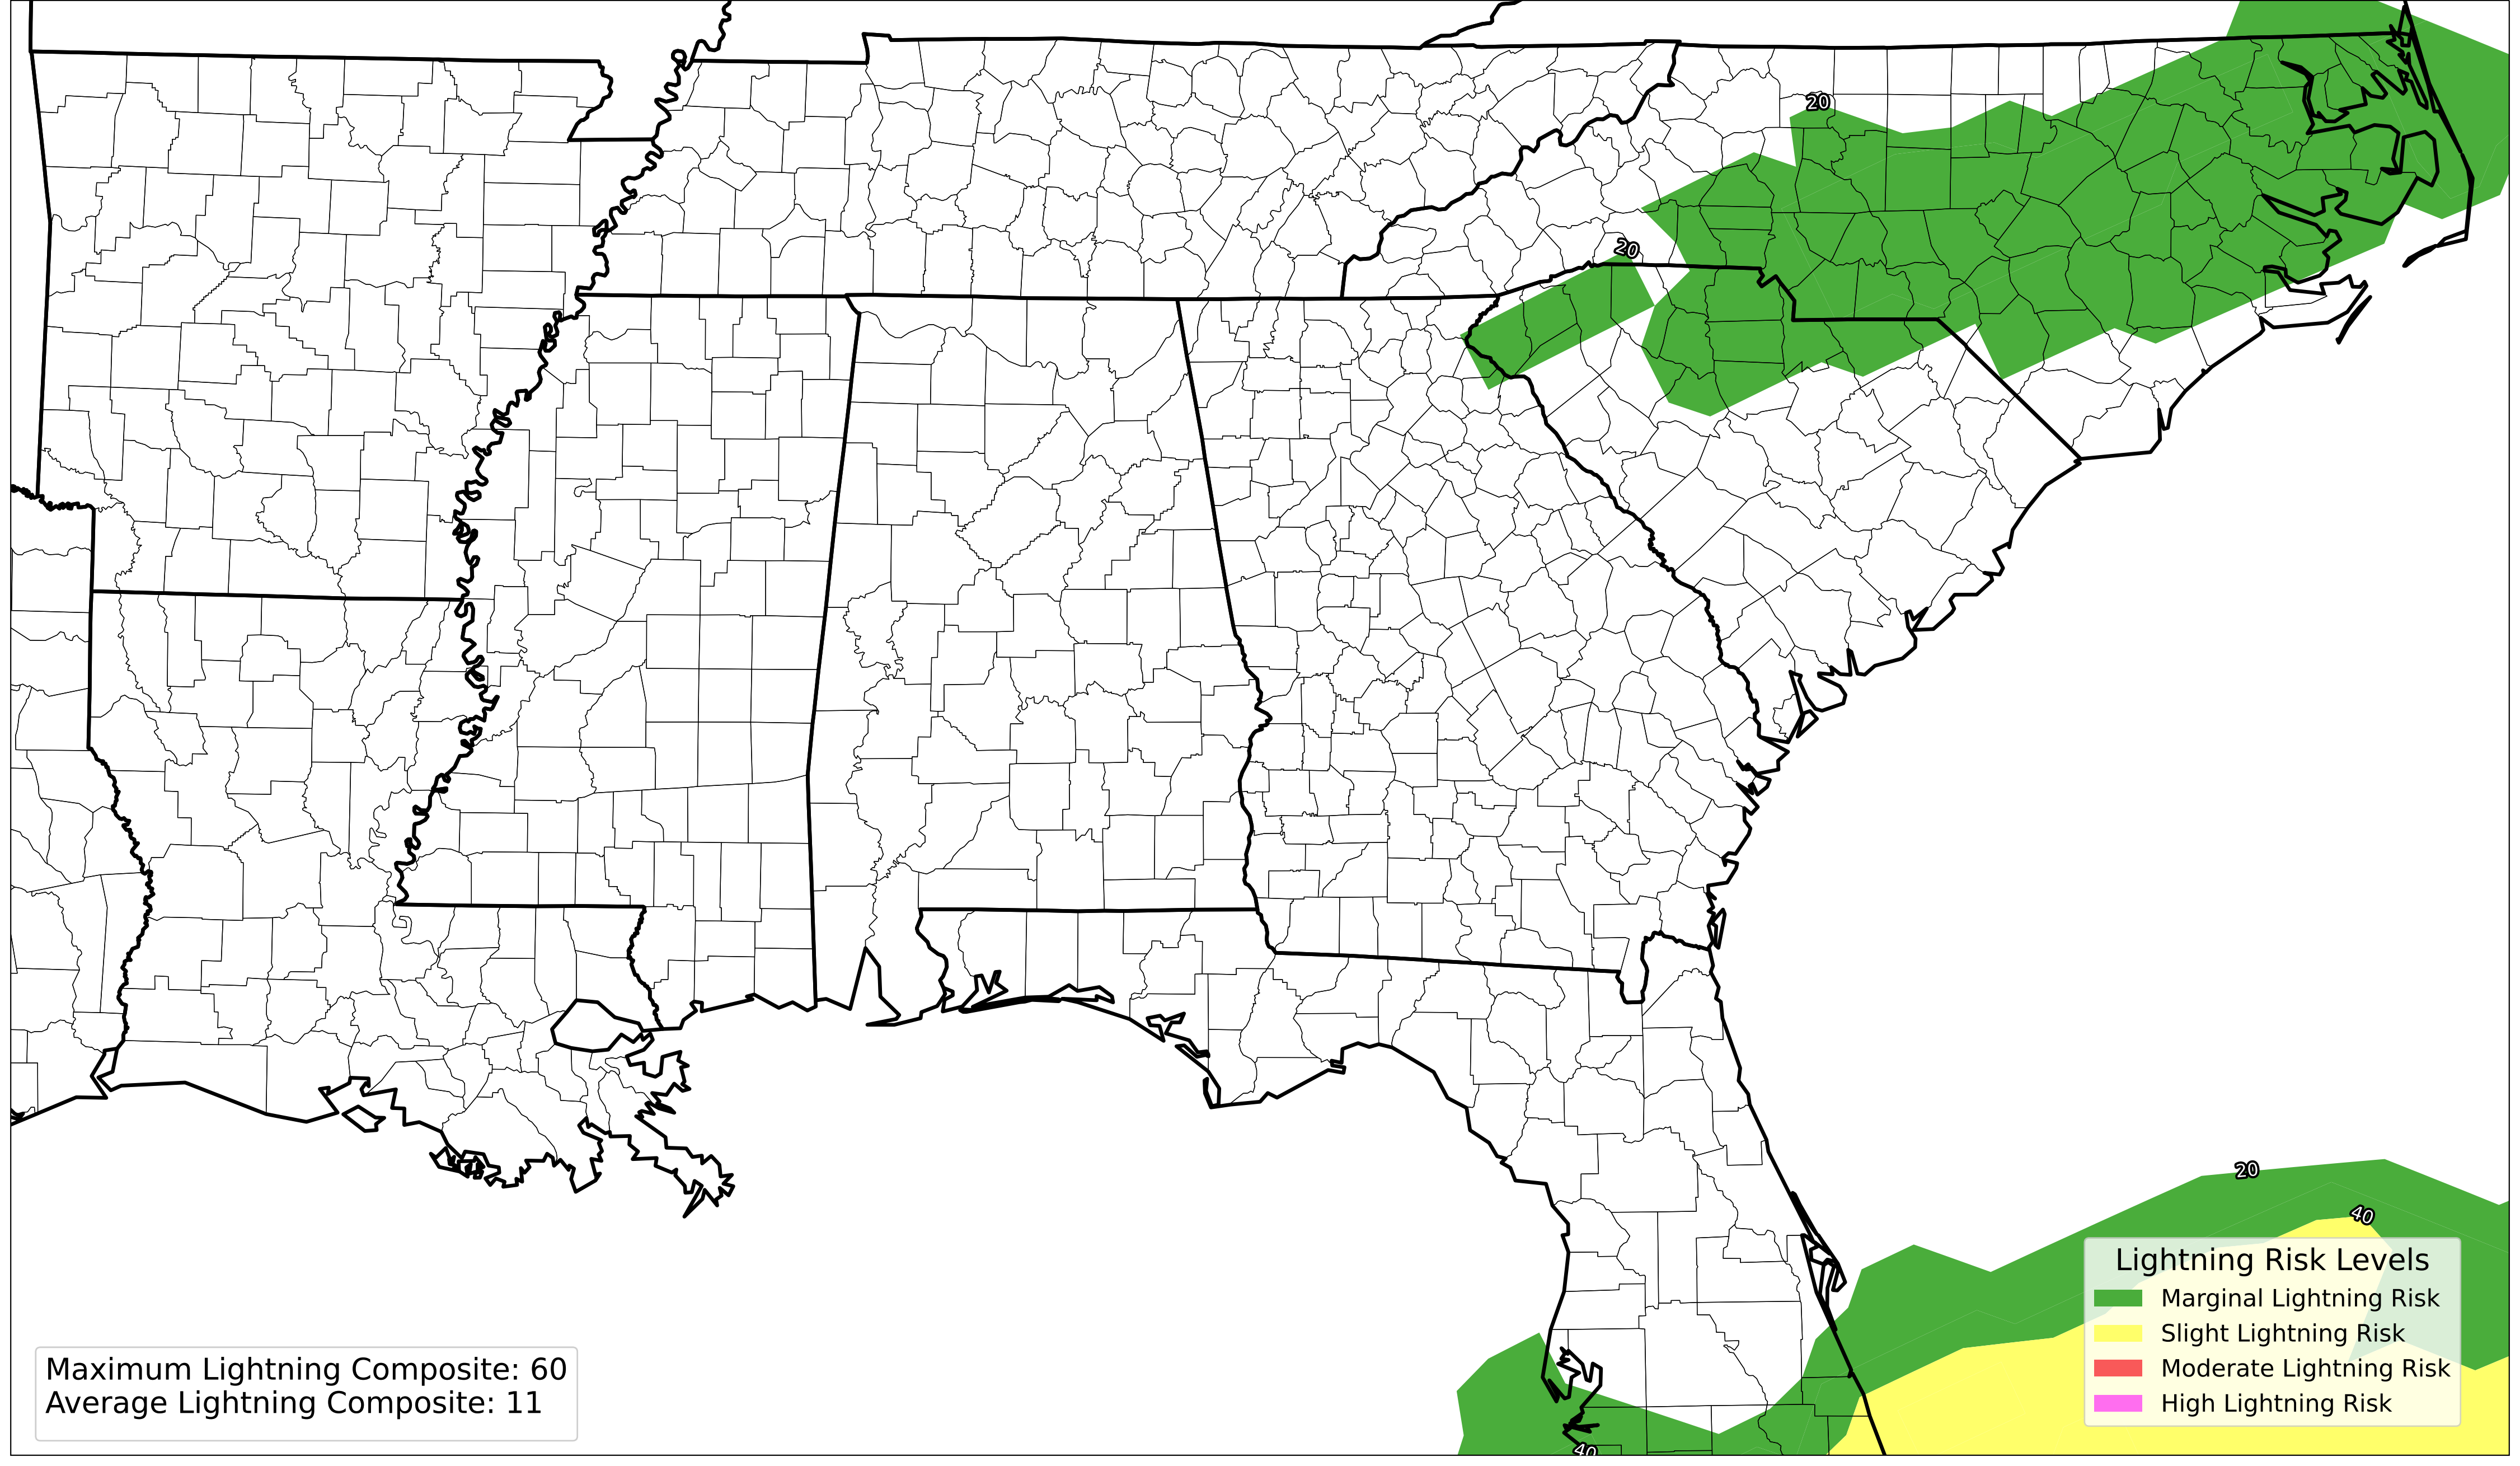 20
20
20
40
Lightning Risk Levels
Marginal Lightning Risk
Slight Lightning Risk
Moderate Lightning Risk
High Lightning Risk
Maximum Lightning Composite: 60
Average Lightning Composite: 11
40